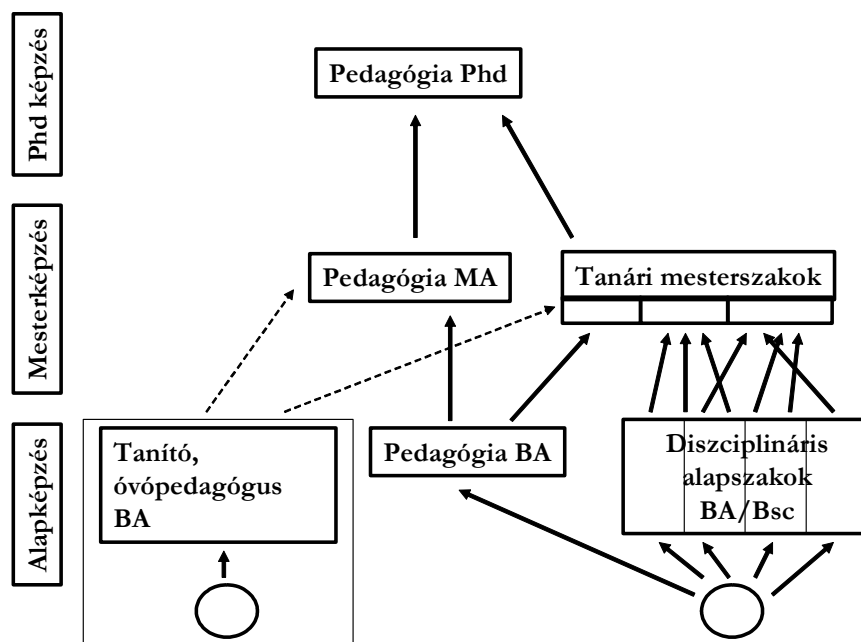 Phd képzés
Pedagógia Phd
Mesterképzés
Pedagógia MA
Tanári mesterszakok
Alapképzés
Tanító,
óvópedagógus
BA
Pedagógia BA
Diszciplináris
alapszakok
BA/Bsc